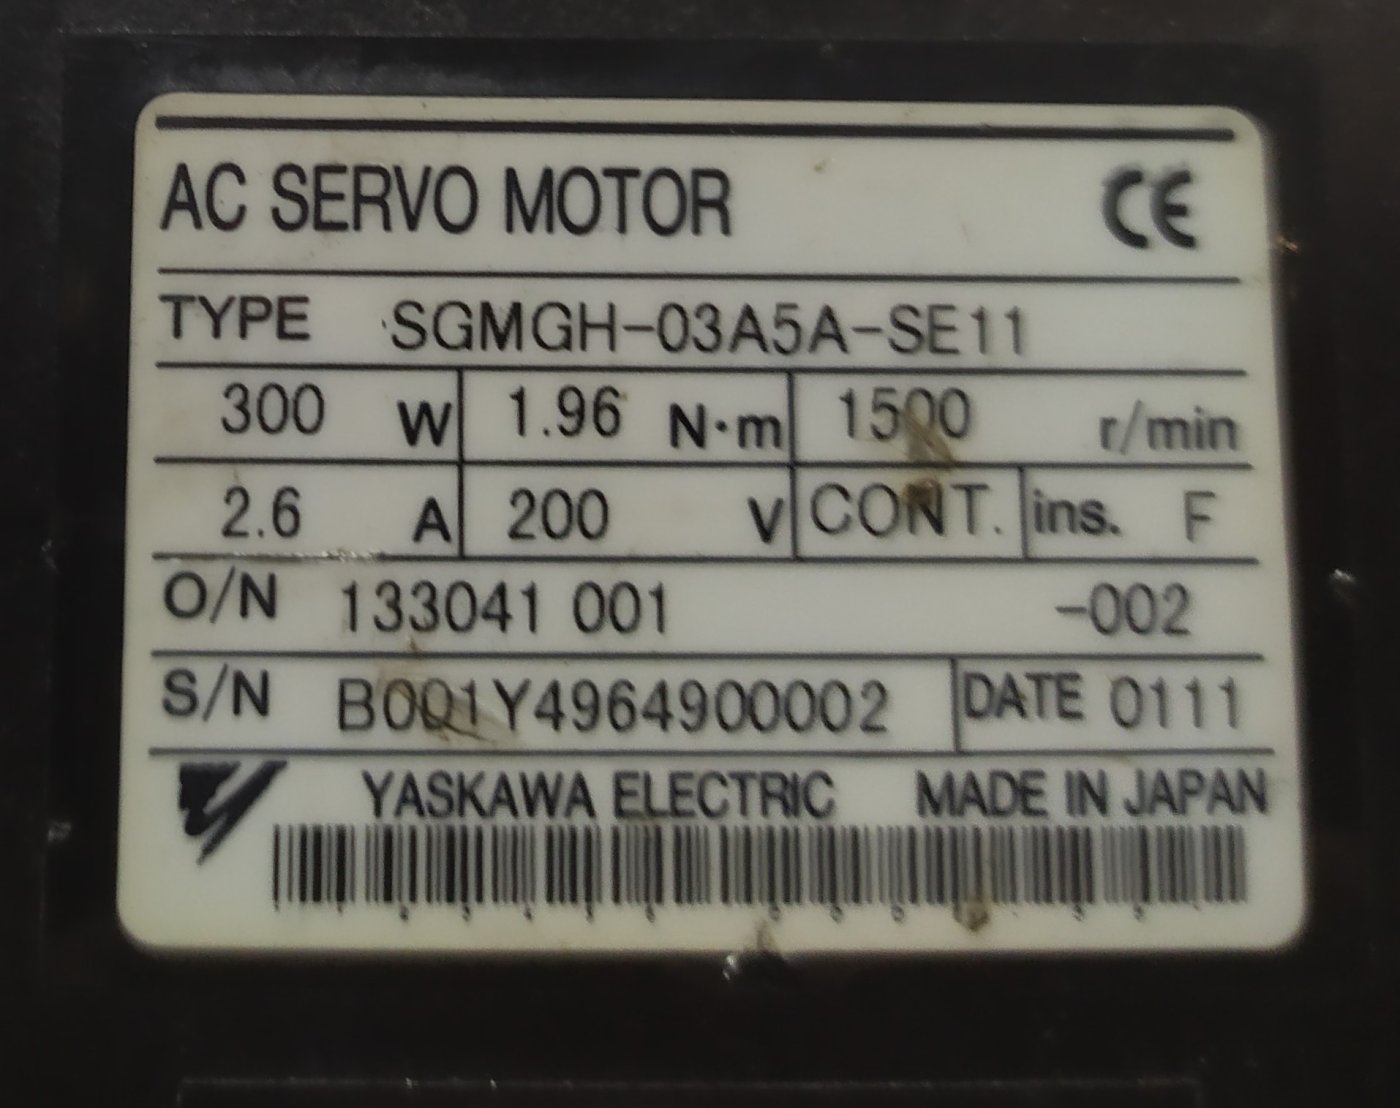 AC SERVO MOTOR CE
TYPE SGMGH-03A5A-SE11
300 W 1.96 N·m 1500 r/min
2.6 A 200 V CONT. ins. F
O/N 133041 001 -002
S/N B001Y4964900002 DATE 0111
YASKAWA ELECTRIC MADE IN JAPAN